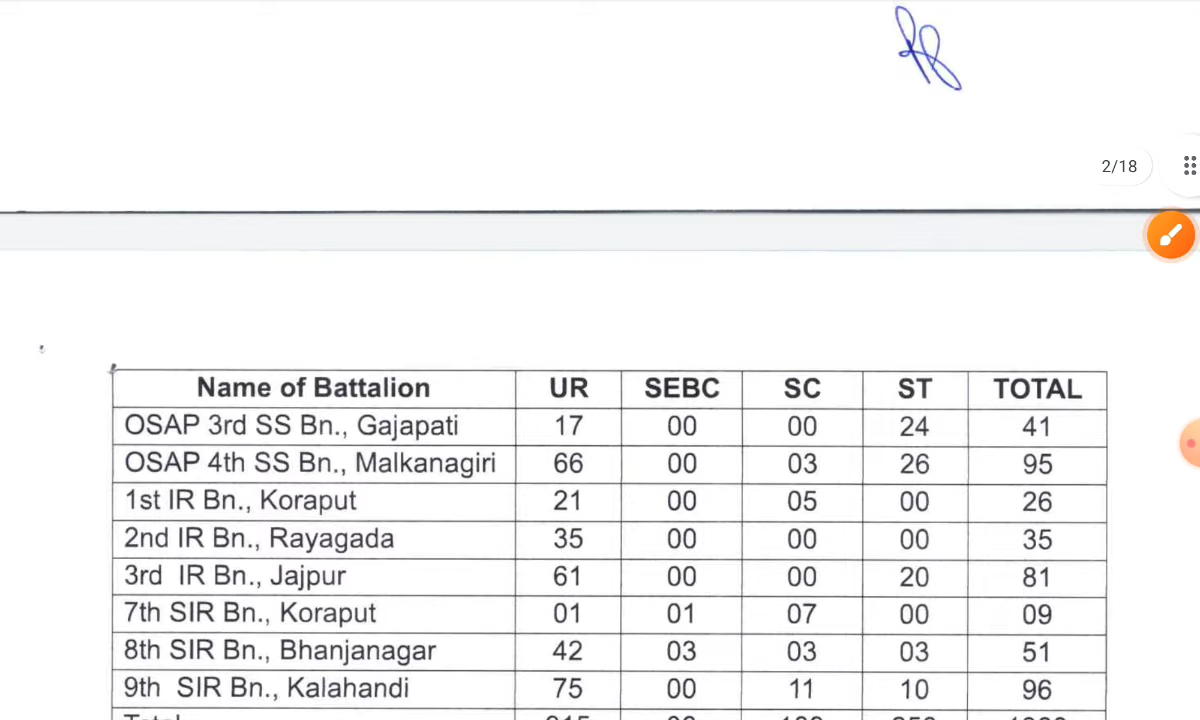 2/18
Name of Battalion UR SEBC SC ST TOTAL
OSAP 3rd SS Bn., Gajapati 17 00 00 24 41
OSAP 4th SS Bn., Malkanagiri 66 00 03 26 95
1st IR Bn., Koraput 21 00 05 00 26
2nd IR Bn., Rayagada 35 00 00 00 35
3rd IR Bn., Jajpur 61 00 00 20 81
7th SIR Bn., Koraput 01 01 07 00 09
8th SIR Bn., Bhanjanagar 42 03 03 03 51
9th SIR Bn., Kalahandi 75 00 11 10 96
Total